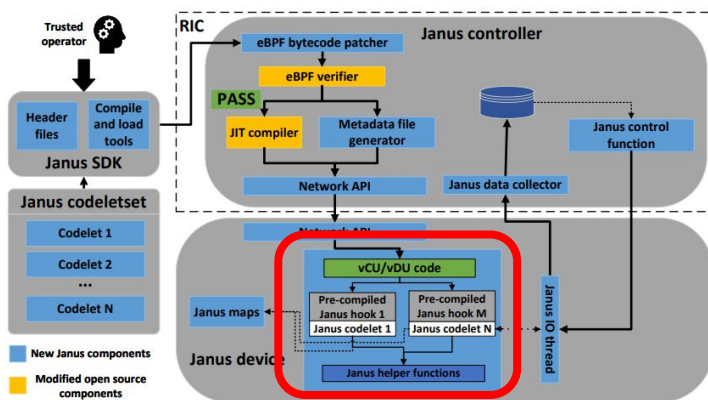 Trusted
operator
RIC
Janus controller
eBPF bytecode patcher
eBPF verifier
PASS
JIT compiler
Metadata file
generator
Network API
Janus data collector
Janus control
function
Header
files
Compile
and load
tools
Janus SDK
Janus codeletset
Codelet 1
Codelet 2
...
Codelet N
New Janus components
Modified open source
components
Network API
vCU/vDU code
Pre-compiled
Janus hook 1
Janus codelet 1
Pre-compiled
Janus hook M
Janus codelet N
Janus maps
Janus device
Janus helper functions
Janus IO thread